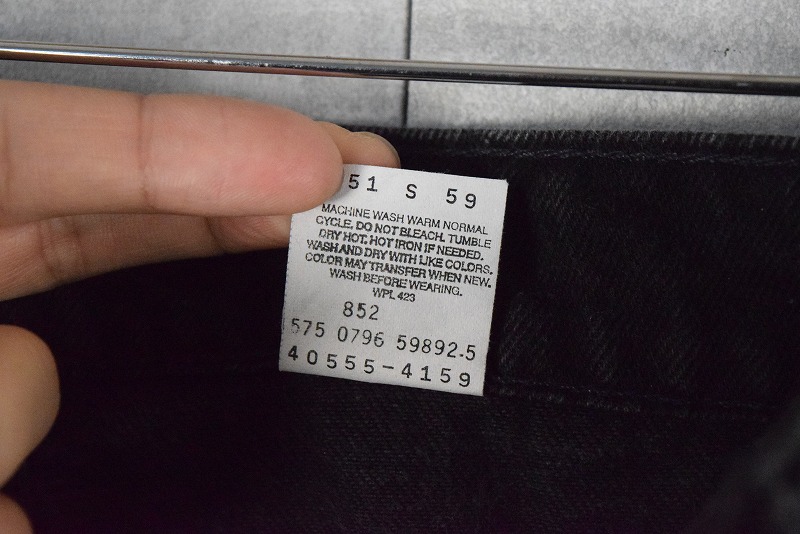 51 S 59
MACHINE WASH WARM NORMAL
CYCLE. DO NOT BLEACH. TUMBLE
DRY HOT. HOT IRON IF NEEDED.
WASH AND DRY WITH LIKE COLORS.
COLOR MAY TRANSFER WHEN NEW.
WASH BEFORE WEARING.
WPL 423
852
575 0796 59892-5
40555-4159